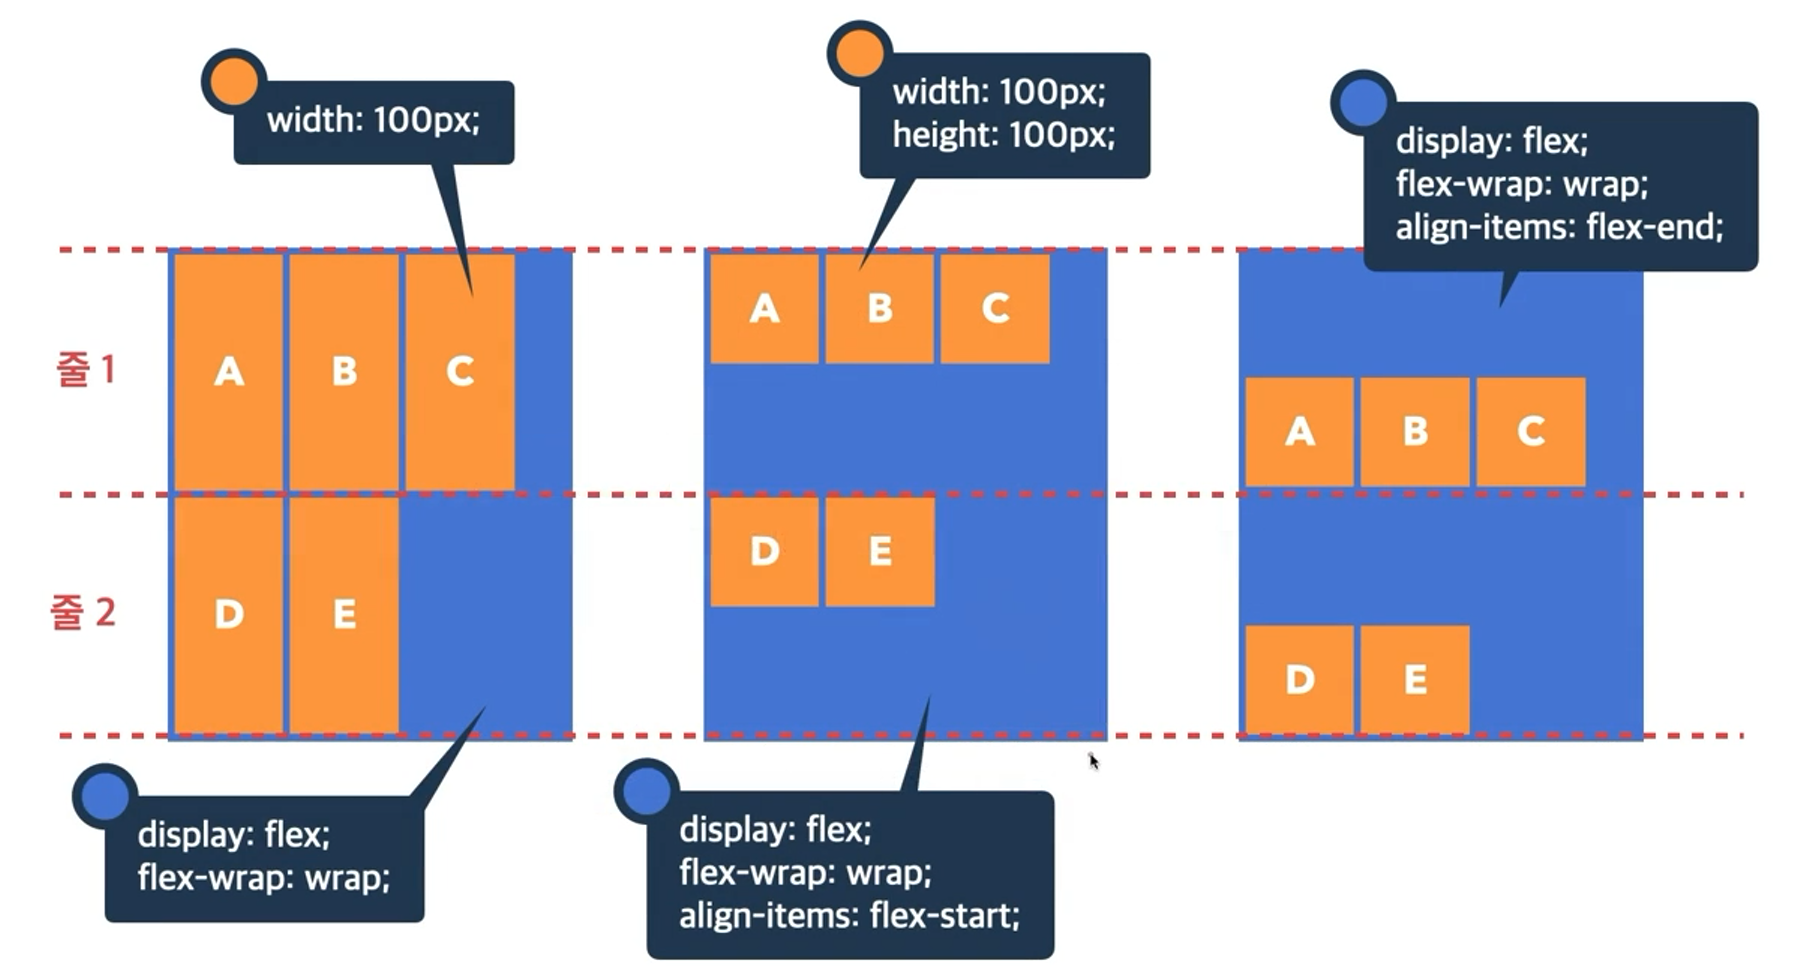 width: 100px;
width: 100px;
height: 100px;
display: flex;
flex-wrap: wrap;
align-items: flex-end;
줄 1
A B C
A B C
A B C
줄 2
D E
D E
D E
display: flex;
flex-wrap: wrap;
display: flex;
flex-wrap: wrap;
align-items: flex-start;